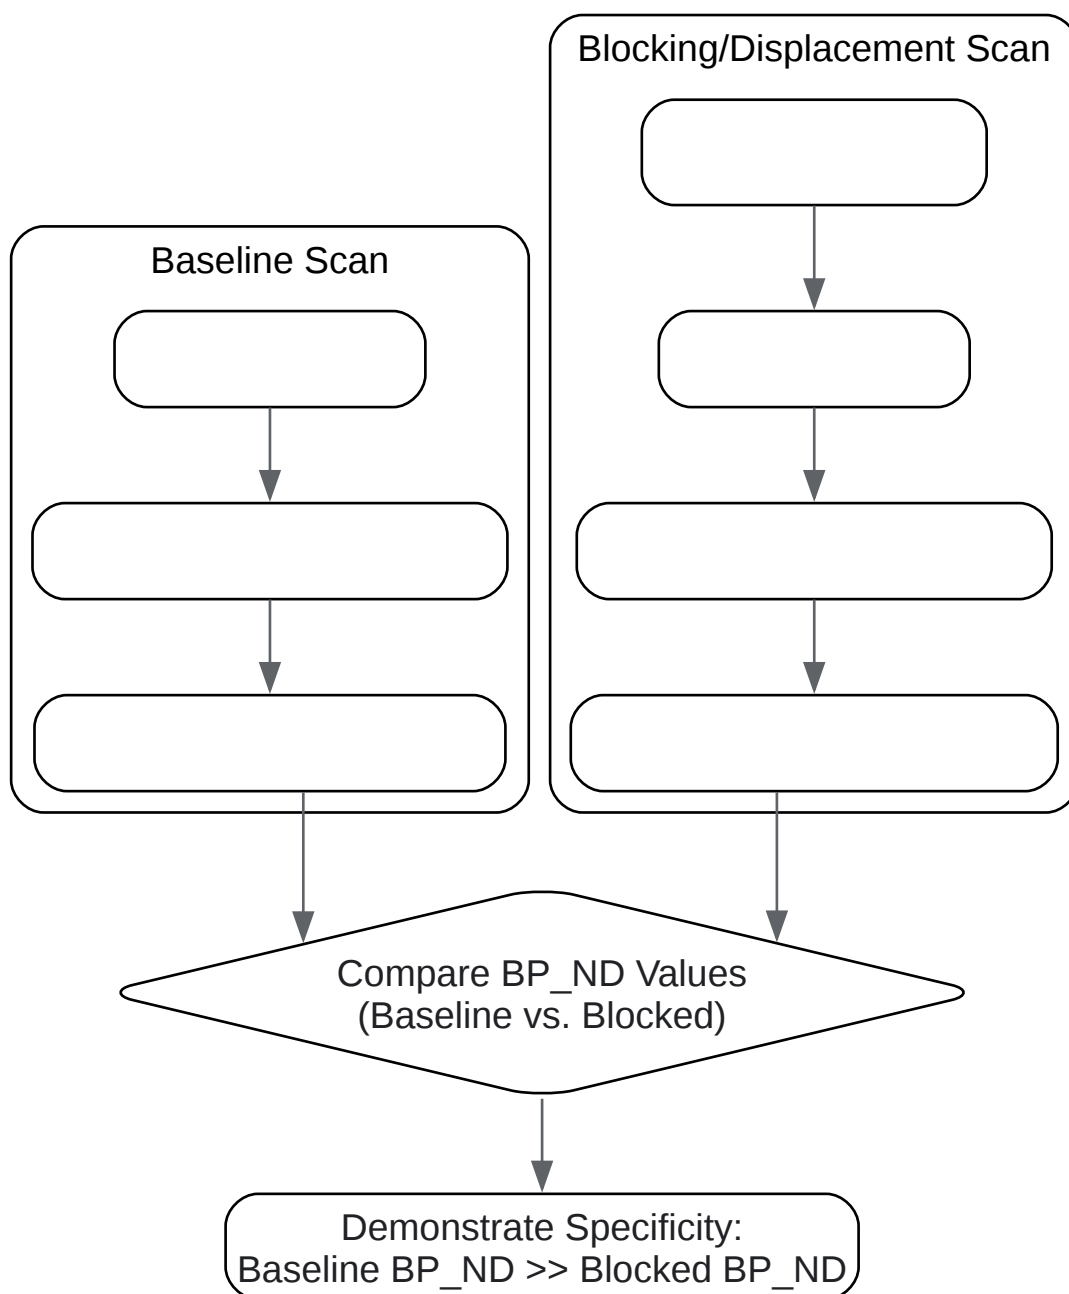 Blocking/Displacement Scan
Baseline Scan
Compare BP_ND Values
(Baseline vs. Blocked)
Demonstrate Specificity:
Baseline BP_ND >> Blocked BP_ND